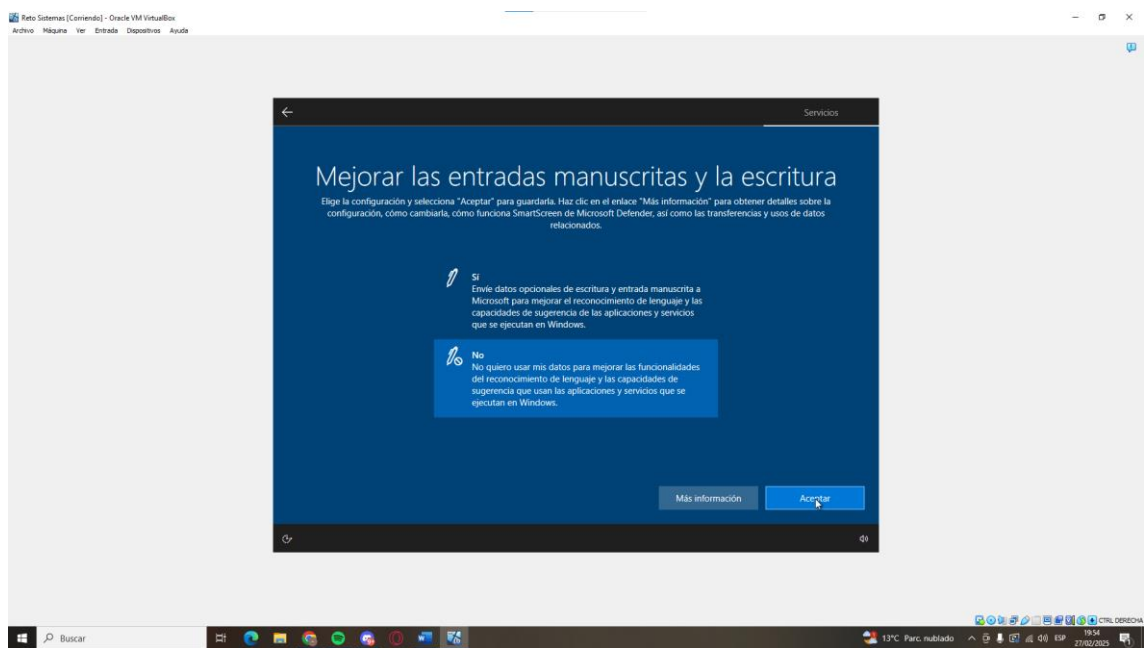 Reto Sistemas [Corriendo] - Oracle VM VirtualBox
Archivo Máquina Ver Entrada Dispositivos Ayuda
Servicios
Mejorar las entradas manuscritas y la escritura
Elige la configuración y selecciona "Aceptar" para guardarla. Haz clic en el enlace "Más información" para obtener detalles sobre la
configuración, cómo cambiarla, cómo funciona SmartScreen de Microsoft Defender, así como las transferencias y usos de datos
relacionados.
Sí
Envíe datos opcionales de escritura y entrada manuscrita a
Microsoft para mejorar el reconocimiento de lenguaje y las
capacidades de sugerencia de las aplicaciones y servicios
que se ejecutan en Windows.
No
No quiero usar mis datos para mejorar las funcionalidades
del reconocimiento de lenguaje y las capacidades de
sugerencia que usan las aplicaciones y servicios que se
ejecutan en Windows.
Más información Aceptar
CTRL DERECHA
Buscar 13°C Parc. nublado ESP 19:54
27/02/2025